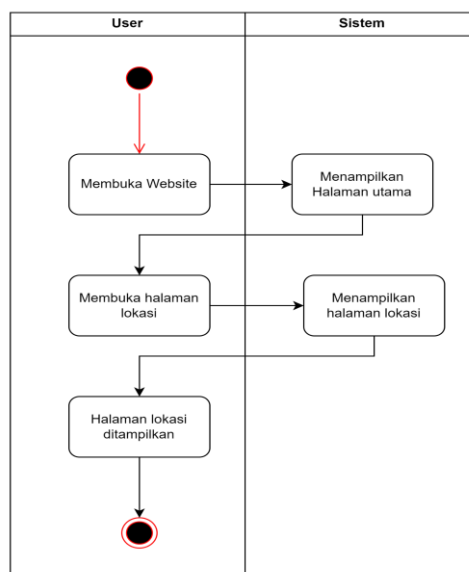 User
Sistem
Membuka Website
Menampilkan
Halaman utama
Membuka halaman
lokasi
Menampilkan
halaman lokasi
Halaman lokasi
ditampilkan